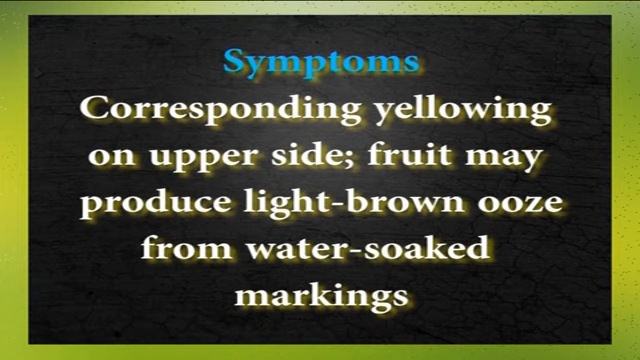 Symptoms
Corresponding yellowing
on upper side; fruit may
produce light-brown ooze
from water-soaked
markings